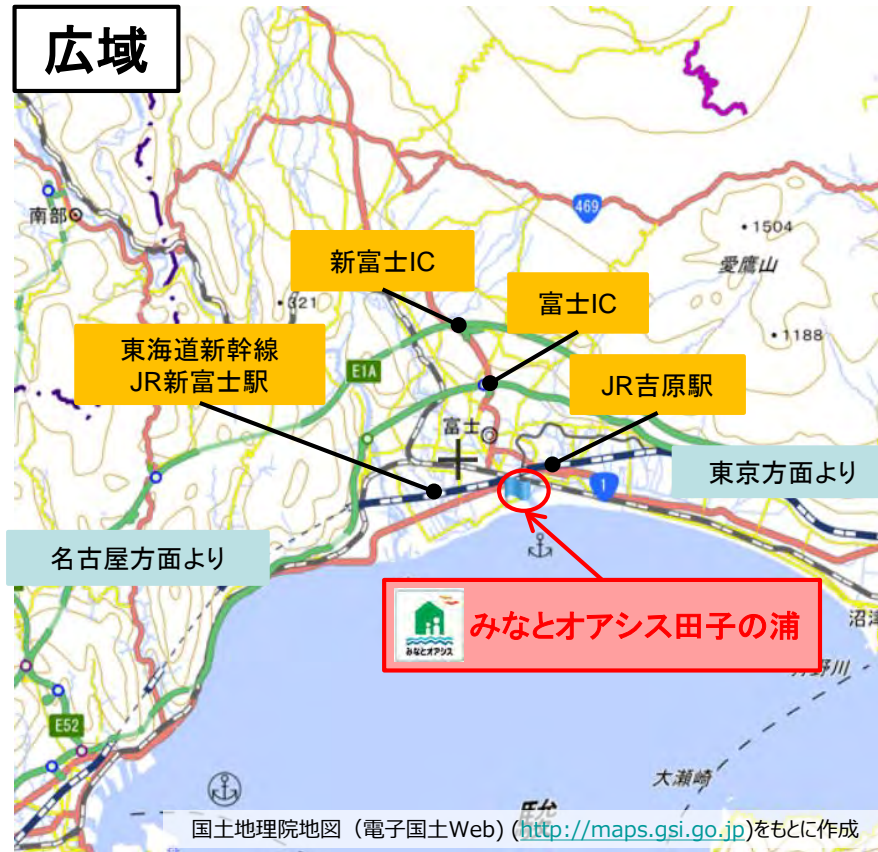 広域
南部
469
・1504
愛鷹山
新富士IC
・321
富士IC
・1188
東海道新幹線
JR新富士駅
E1A
JR吉原駅
富士
東京方面より
1
名古屋方面より
みなとオアシス
みなとオアシス田子の浦
沼津
野川
E52
大瀬崎
国土地理院地図（電子国土Web) (http://maps.gsi.go.jp)をもとに作成